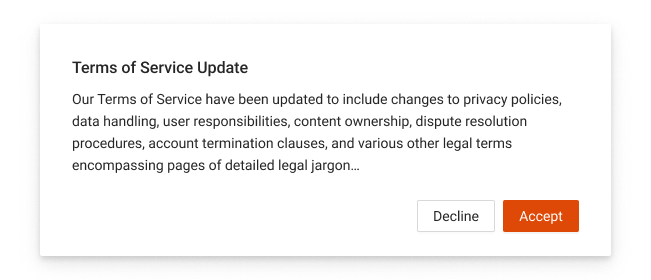 Terms of Service Update
Our Terms of Service have been updated to include changes to privacy policies,
data handling, user responsibilities, content ownership, dispute resolution
procedures, account termination clauses, and various other legal terms
encompassing pages of detailed legal jargon…
Decline
Accept